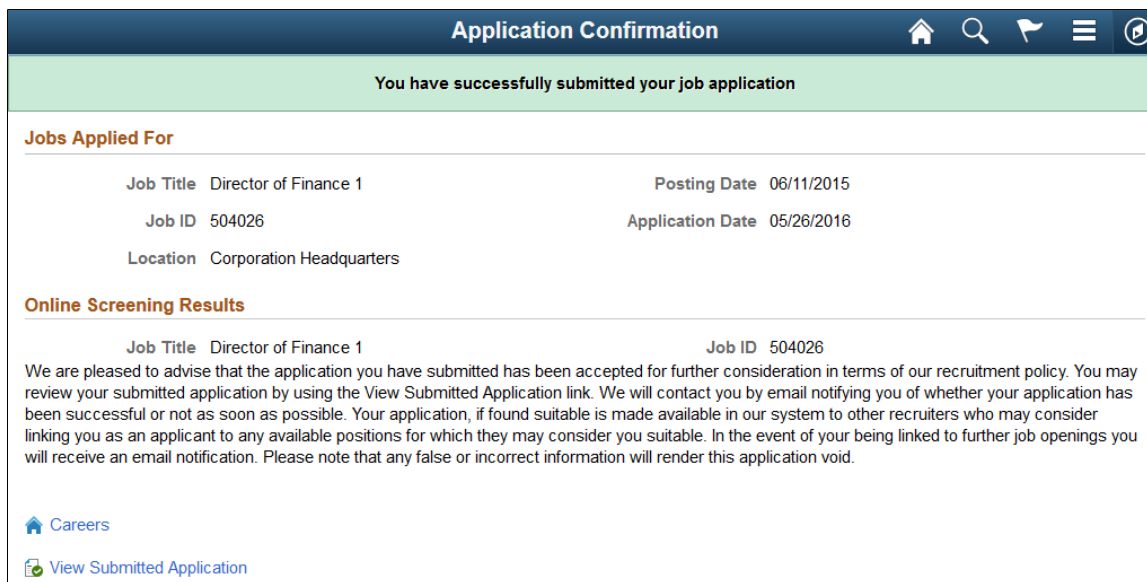 Application Confirmation
You have successfully submitted your job application
Jobs Applied For
Job Title Director of Finance 1 Posting Date 06/11/2015
Job ID 504026 Application Date 05/26/2016
Location Corporation Headquarters
Online Screening Results
Job Title Director of Finance 1 Job ID 504026
We are pleased to advise that the application you have submitted has been accepted for further consideration in terms of our recruitment policy. You may
review your submitted application by using the View Submitted Application link. We will contact you by email notifying you of whether your application has
been successful or not as soon as possible. Your application, if found suitable is made available in our system to other recruiters who may consider
linking you as an applicant to any available positions for which they may consider you suitable. In the event of your being linked to further job openings you
will receive an email notification. Please note that any false or incorrect information will render this application void.
Careers
View Submitted Application